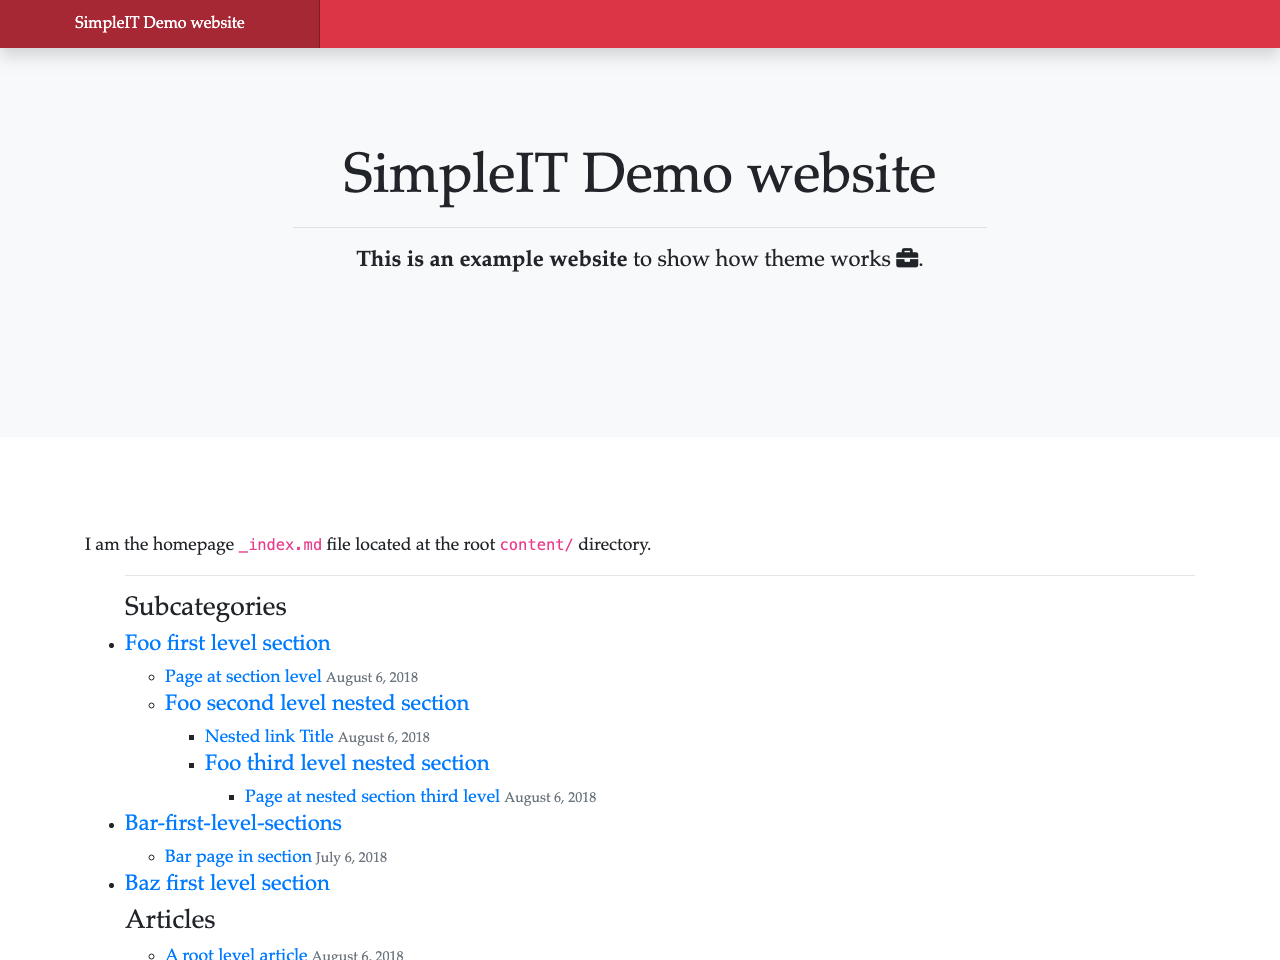 SimpleIT Demo website
SimpleIT Demo website
This is an example website to show how theme works .
I am the homepage _index.md file located at the root content/ directory.
Subcategories
Foo first level section
Page at section level August 6, 2018
Foo second level nested section
Nested link Title August 6, 2018
Foo third level nested section
Page at nested section third level August 6, 2018
Bar-first-level-sections
Bar page in section July 6, 2018
Baz first level section
Articles
A root level article August 6, 2018